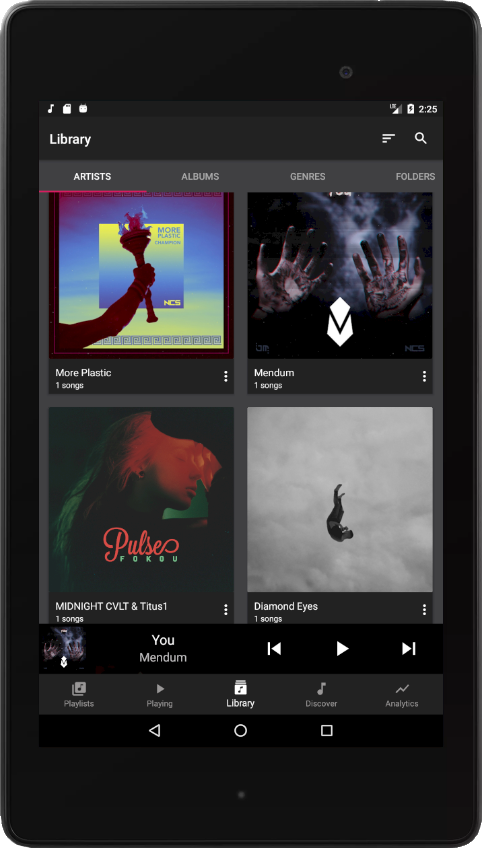 2:25
Library
ARTISTS
ALBUMS
GENRES
FOLDERS
MORE
PLASTIC
CHAMPION
NCS
More Plastic
1 songs
You
NCS
Mendum
1 songs
Pulse
FOKOU
MIDNIGHT CVLT & Titus1
1 songs
Diamond Eyes
1 songs
You
Mendum
Playlists
Playing
Library
Discover
Analytics